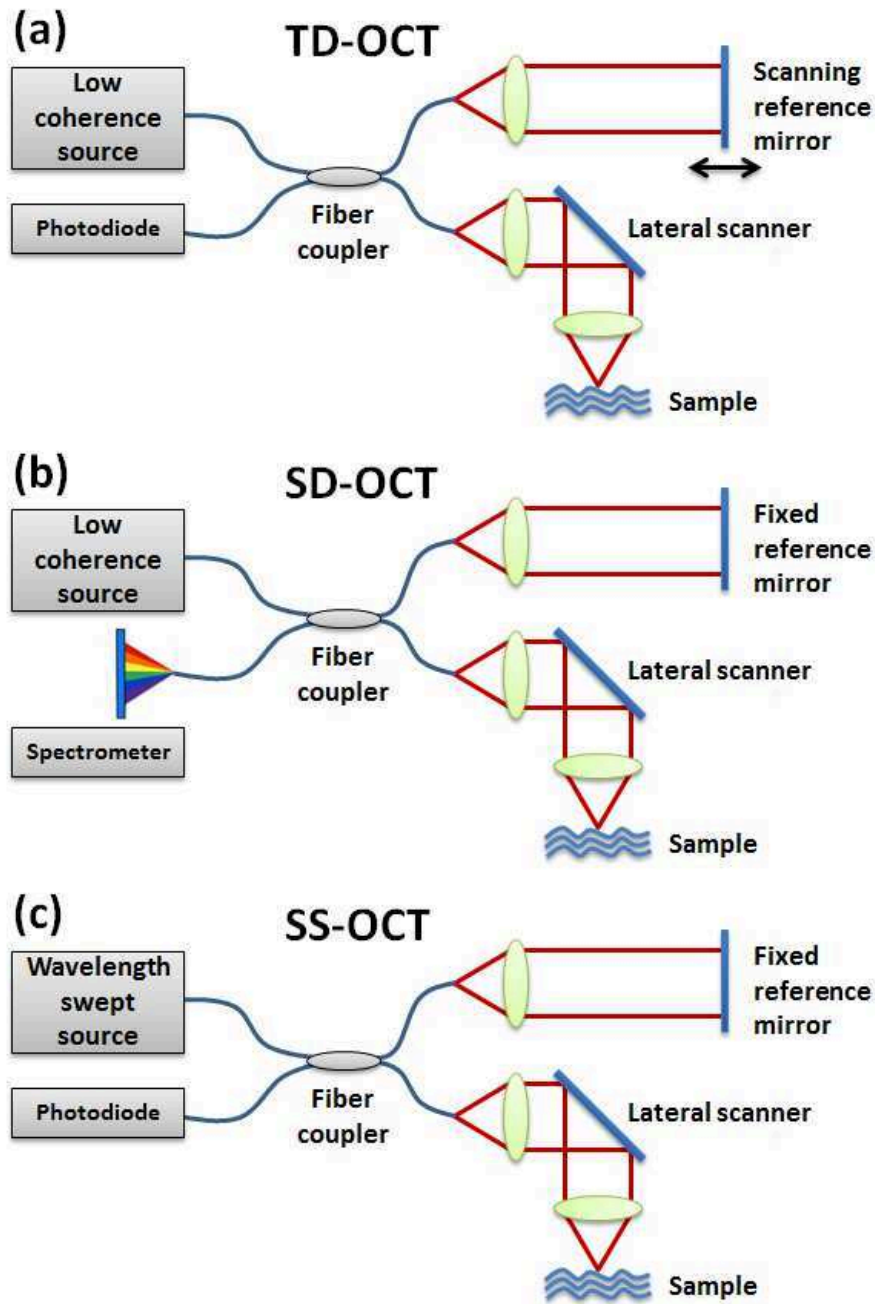 (a)
TD-OCT
Low
coherence
source
Photodiode
Fiber
coupler
Scanning
reference
mirror
Lateral scanner
Sample
(b)
SD-OCT
Low
coherence
source
Spectrometer
Fiber
coupler
Fixed
reference
mirror
Lateral scanner
Sample
(c)
SS-OCT
Wavelength
swept
source
Photodiode
Fiber
coupler
Fixed
reference
mirror
Lateral scanner
Sample